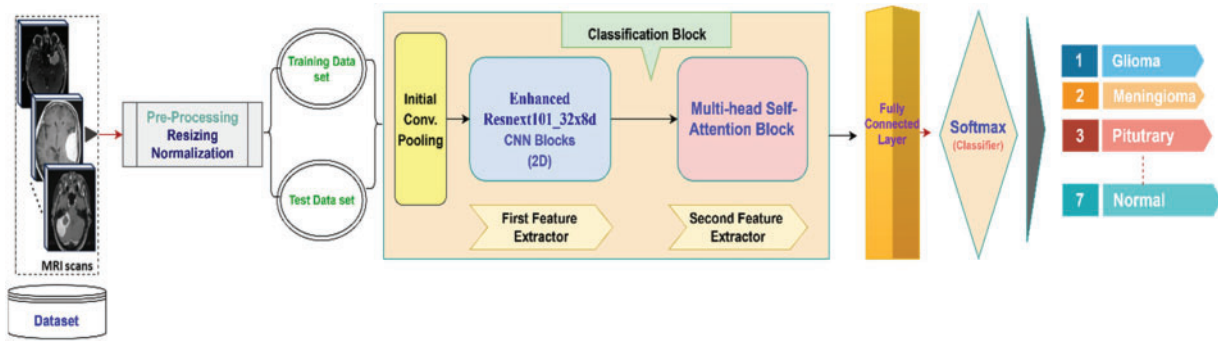 MRI scans
Dataset
Pre-Processing
Resizing
Normalization
Training Data
set
Test Data set
Classification Block
Initial
Conv.
Pooling
Enhanced
Resnext101_32x8d
CNN Blocks
(2D)
Multi-head Self-
Attention Block
First Feature
Extractor
Second Feature
Extractor
Fully
Connected
Layer
Softmax
(Classifier)
1 Glioma
2 Meningioma
3 Pitutrary
7 Normal